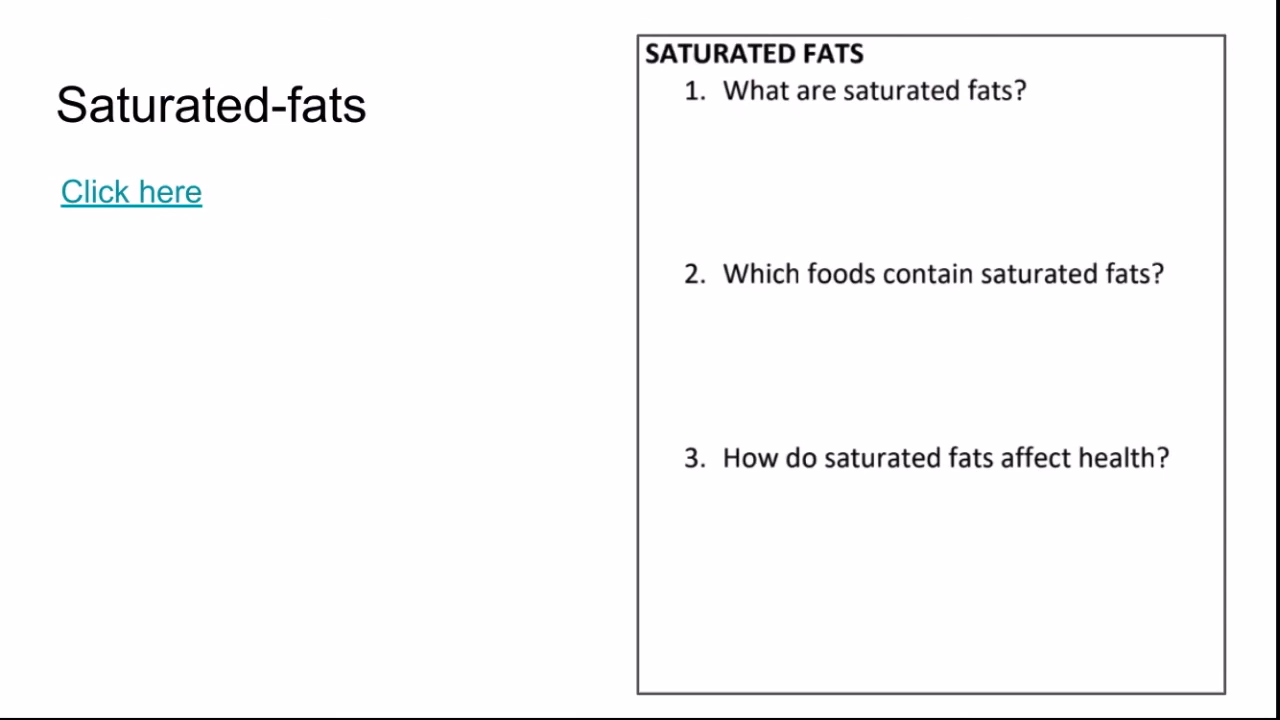 Saturated-fats
Click here
SATURATED FATS
1. What are saturated fats?
2. Which foods contain saturated fats?
3. How do saturated fats affect health?